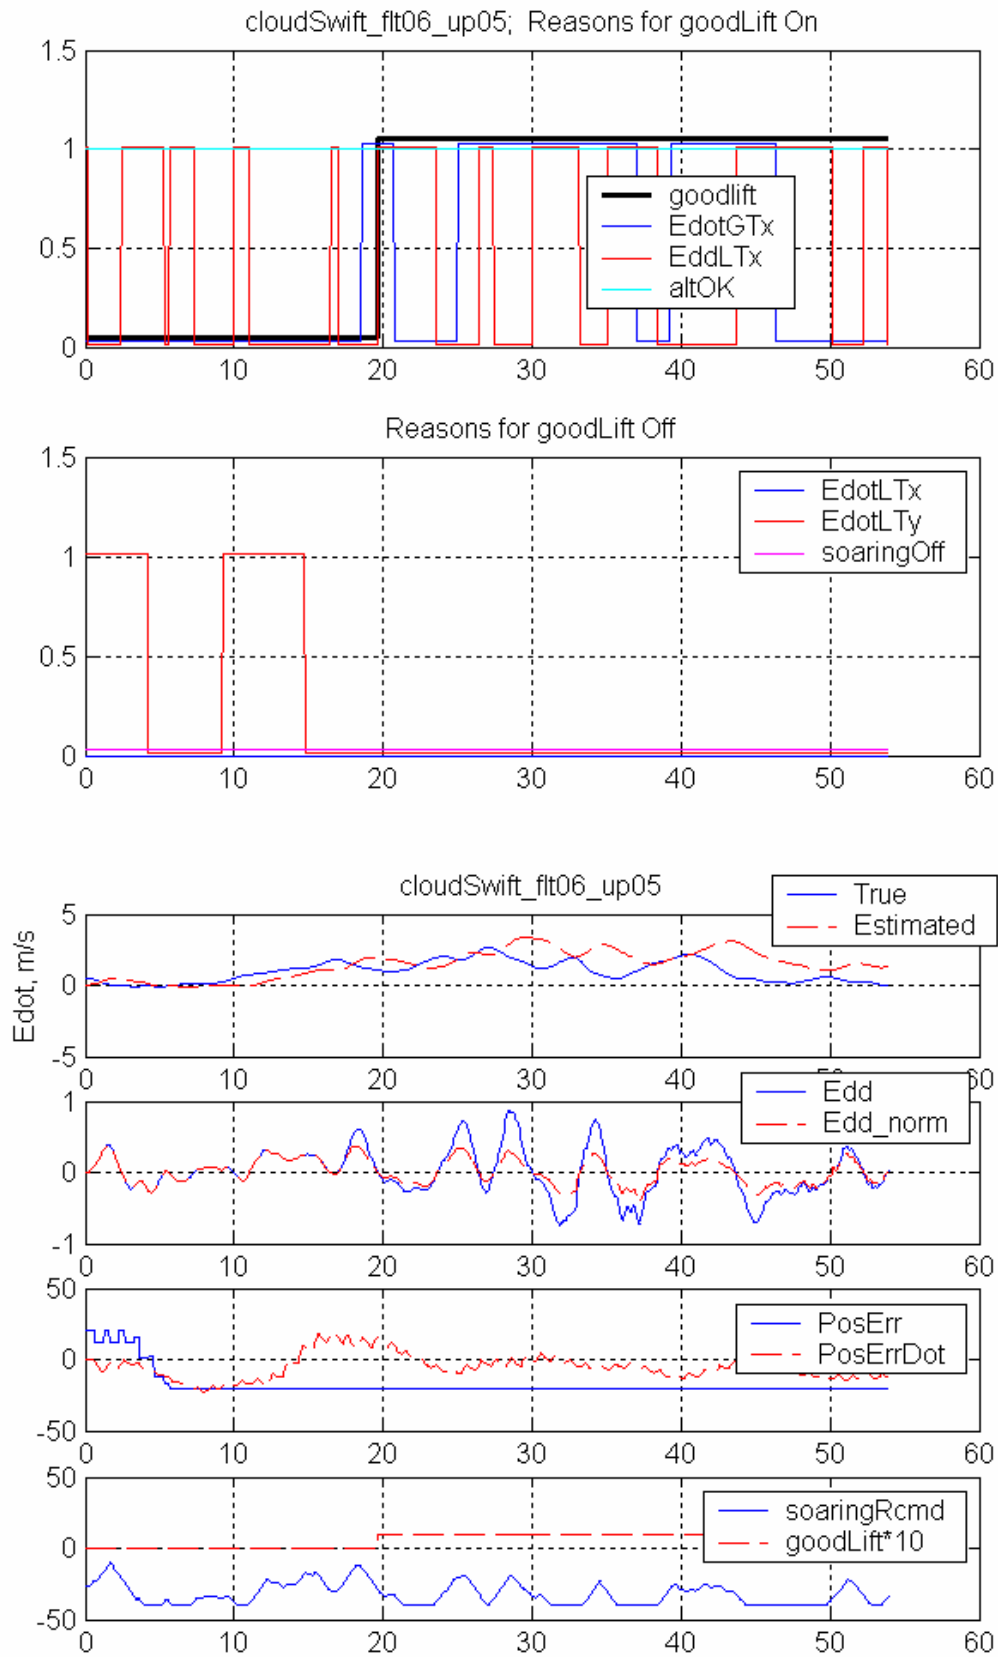 cloudSwift_flt06_up05; Reasons for goodLift On
1.5
1
0.5
0
goodlift
EdotGTx
EddLTx
altOK
0 10 20 30 40 50 60
Reasons for goodLift Off
1.5
1
0.5
0
EdotLTx
EdotLTy
soaringOff
0 10 20 30 40 50 60
cloudSwift_flt06_up05
Edot, m/s
5
0
-5
True
Estimated
0 10 20 30 40 60
1
0
-1
Edd
Edd_norm
0 10 20 30 40 50 60
50
0
-50
PosErr
PosErrDot
0 10 20 30 40 50 60
50
0
-50
soaringRcmd
goodLift*10
0 10 20 30 40 50 60